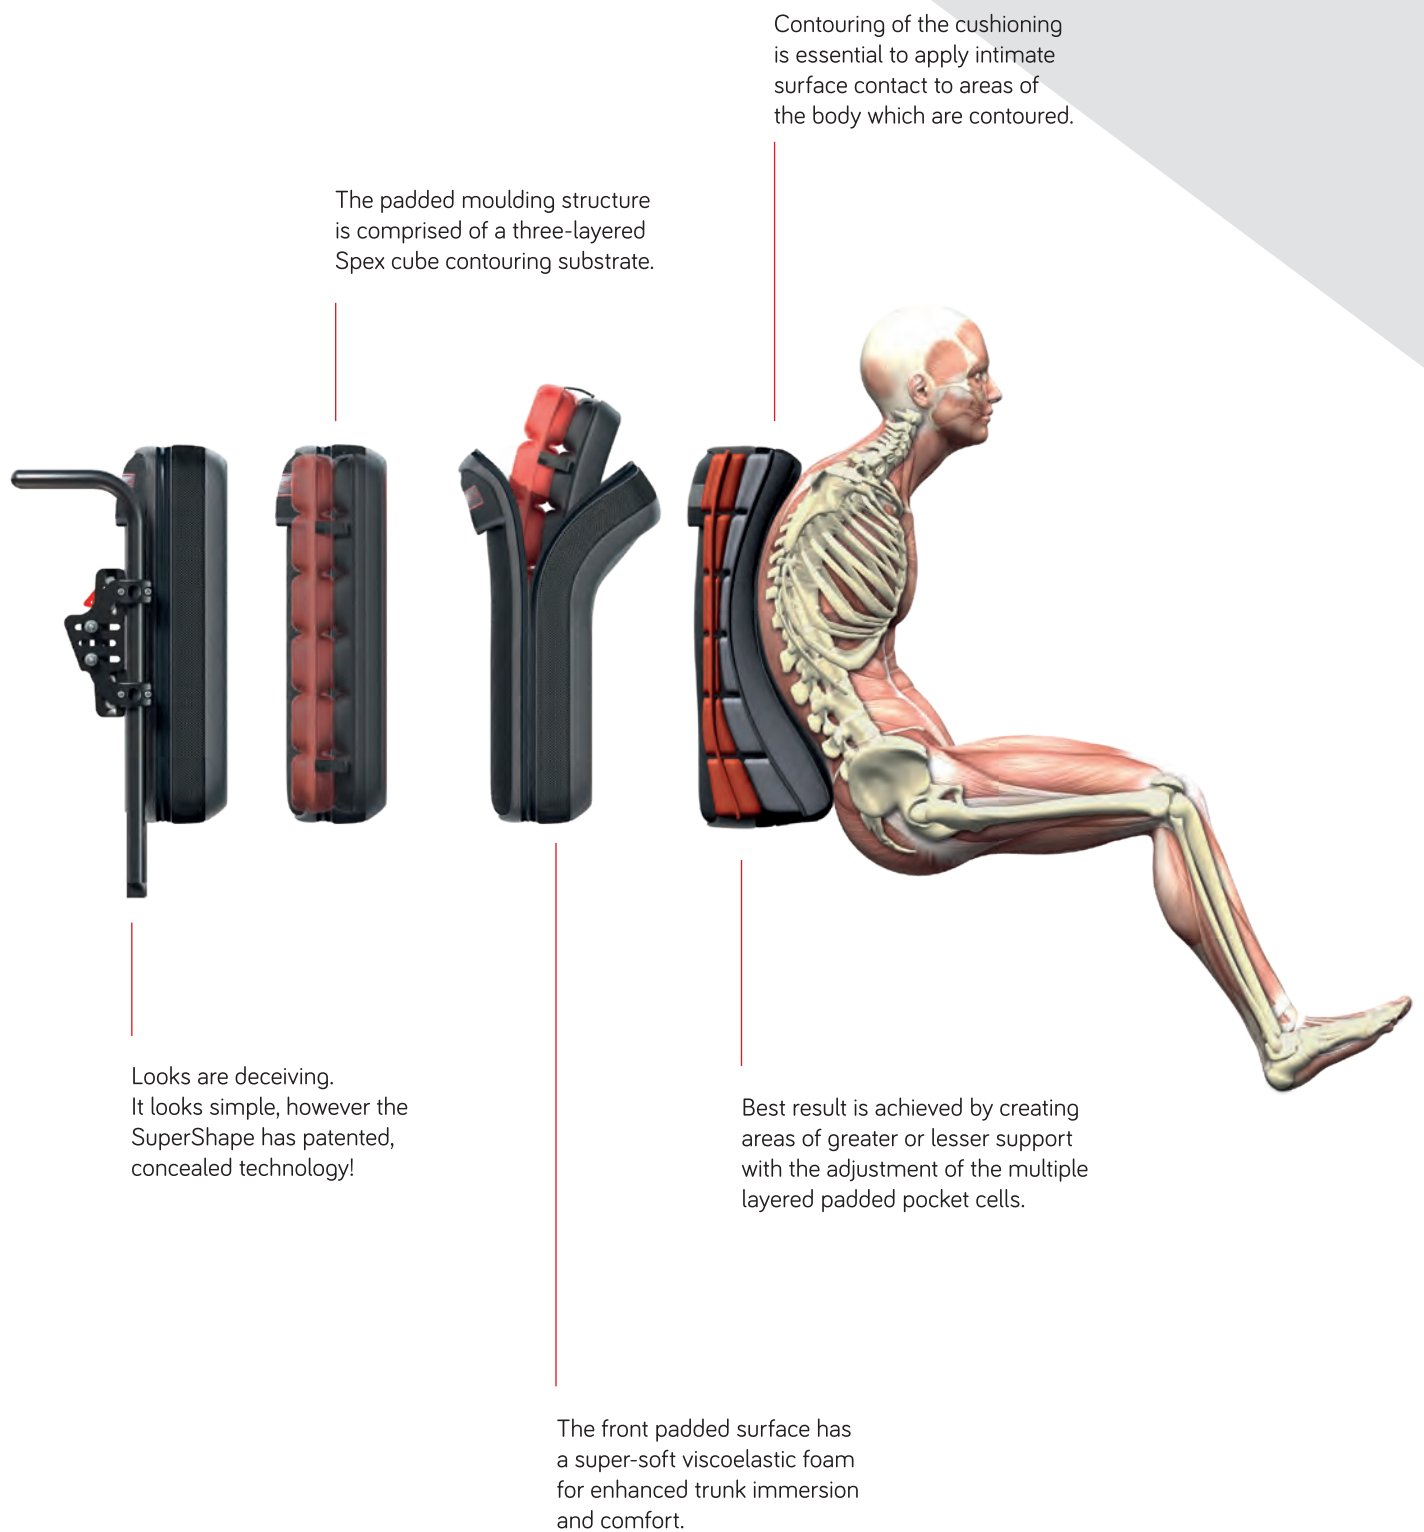 Contouring of the cushioning
is essential to apply intimate
surface contact to areas of
the body which are contoured.
The padded moulding structure
is comprised of a three-layered
Spex cube contouring substrate.
Looks are deceiving.
It looks simple, however the
SuperShape has patented,
concealed technology!
Best result is achieved by creating
areas of greater or lesser support
with the adjustment of the multiple
layered padded pocket cells.
The front padded surface has
a super-soft viscoelastic foam
for enhanced trunk immersion
and comfort.